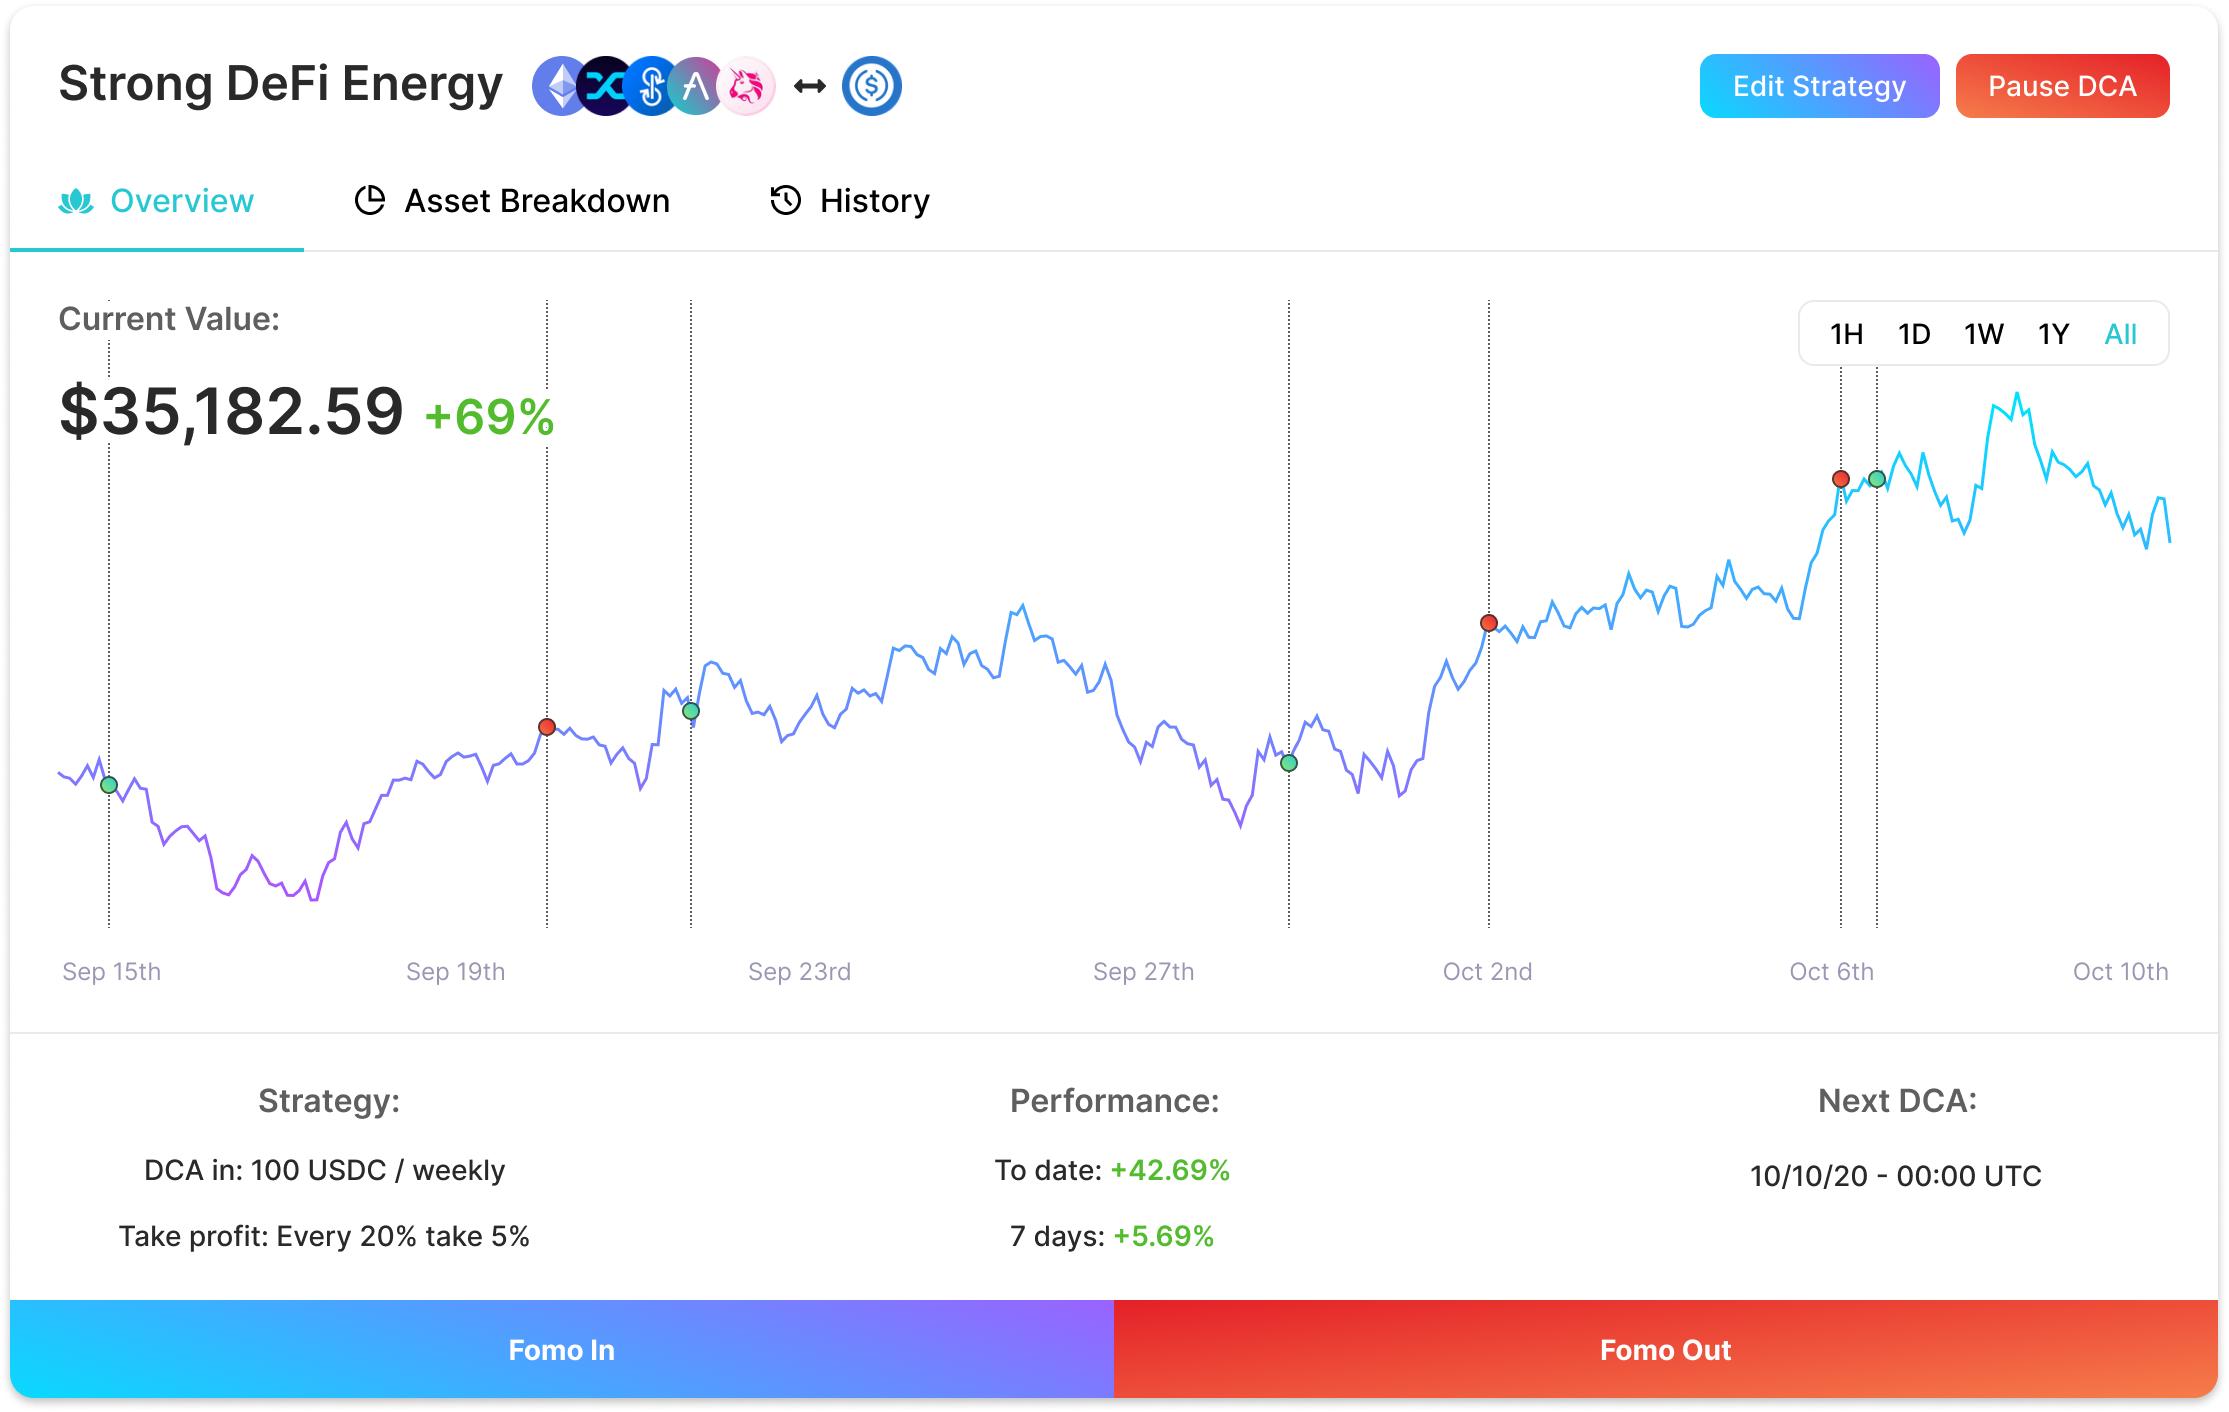 Strong DeFi Energy
Edit Strategy
Pause DCA
Overview
Asset Breakdown
History
Current Value:
1H 1D 1W 1Y All
$35,182.59 +69%
Sep 15th Sep 19th Sep 23rd Sep 27th Oct 2nd Oct 6th Oct 10th
Strategy:
DCA in: 100 USDC / weekly
Take profit: Every 20% take 5%
Performance:
To date: +42.69%
7 days: +5.69%
Next DCA:
10/10/20 - 00:00 UTC
Fomo In
Fomo Out